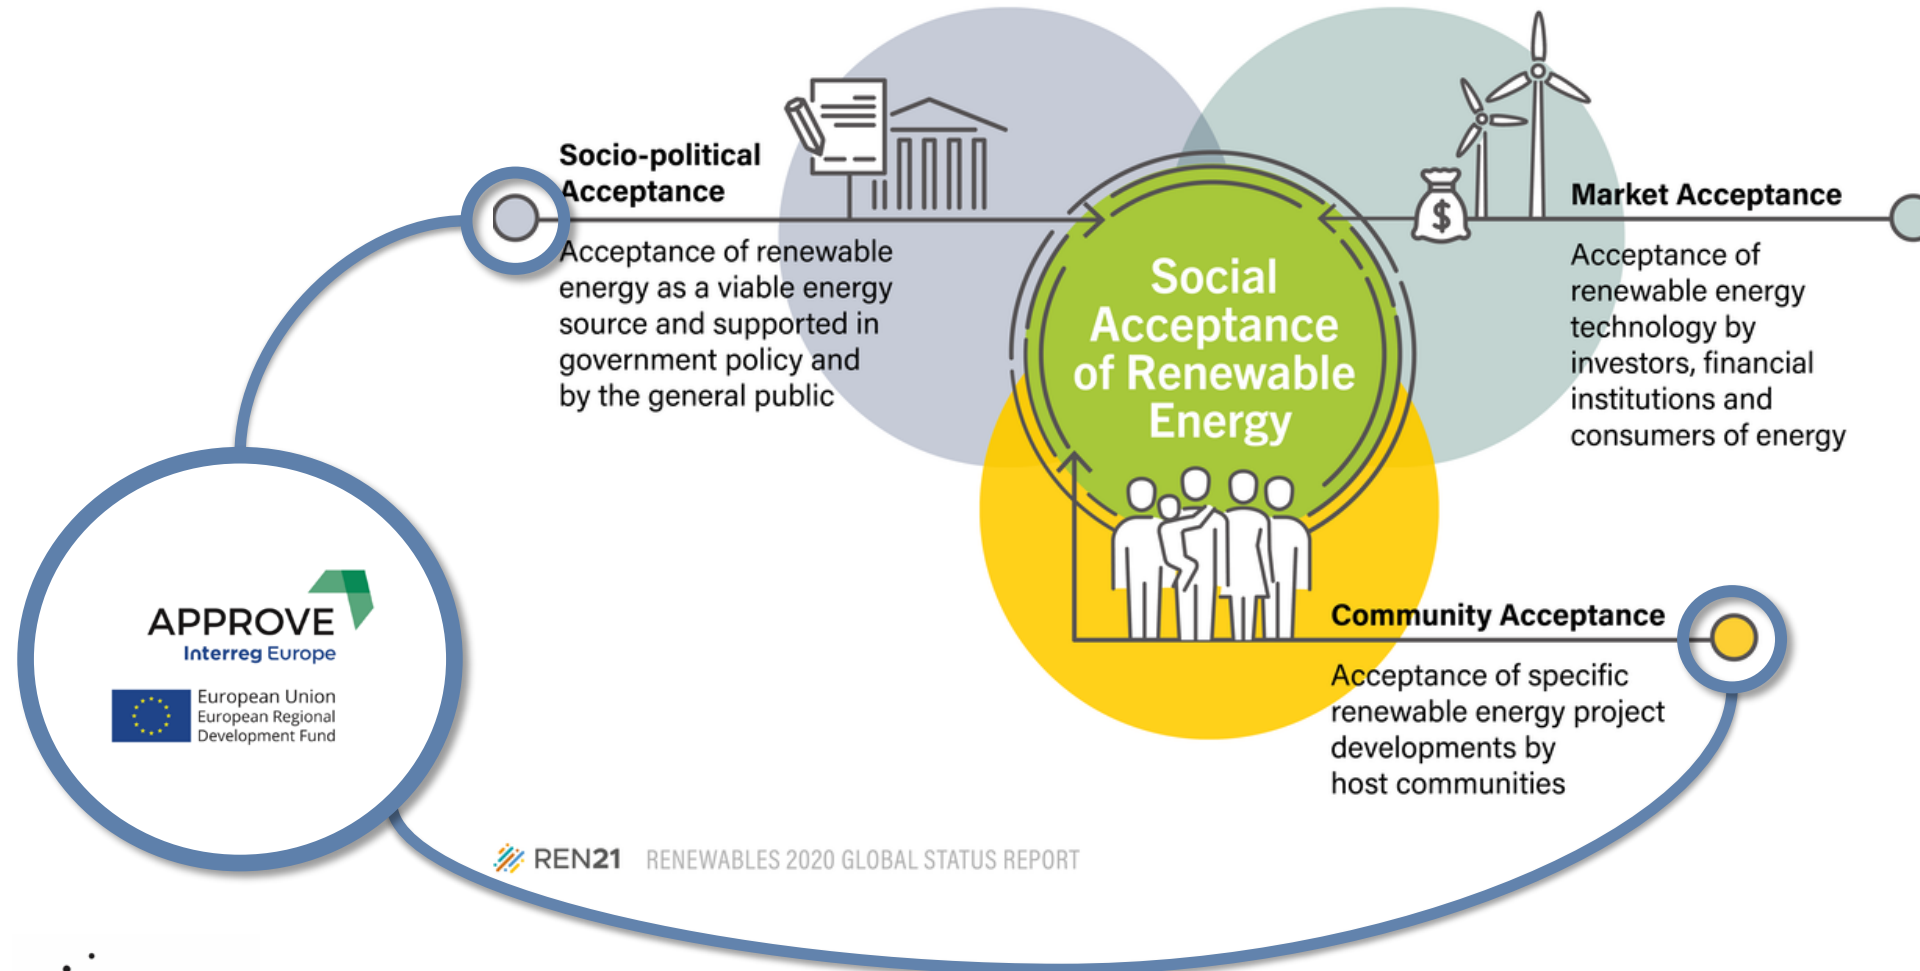 Socio-political
Acceptance
Acceptance of renewable
energy as a viable energy
source and supported in
government policy and
by the general public
$
Market Acceptance
Acceptance of
renewable energy
technology by
investors, financial
institutions and
consumers of energy
Social
Acceptance
of Renewable
Energy
Community Acceptance
Acceptance of specific
renewable energy project
developments by
host communities
APPROVE
Interreg Europe
European Union
European Regional
Development Fund
REN21 RENEWABLES 2020 GLOBAL STATUS REPORT